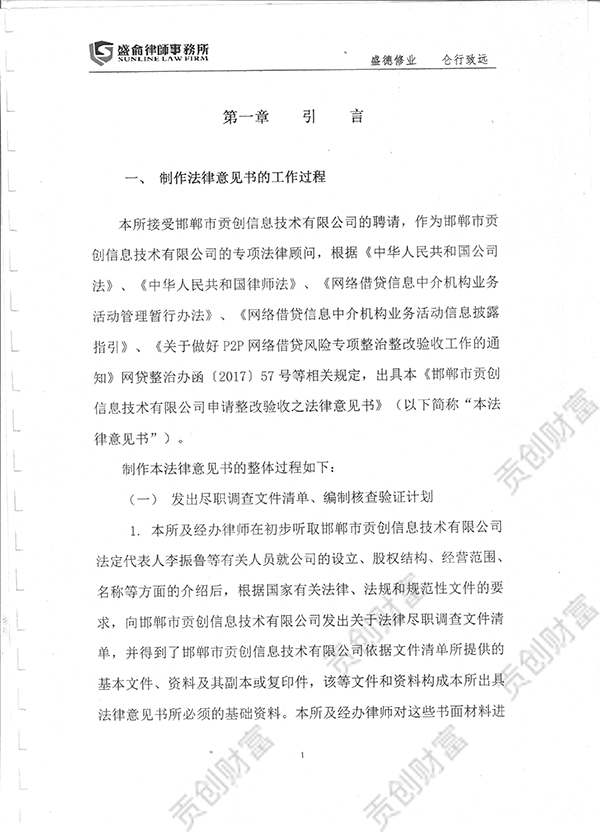 盛侖律師事務所
SUNLINE LAW FIRM
盛德修业 仑行致远
第一章 引 言
一、 制作法律意见书的工作过程
本所接受邯郸市贡创信息技术有限公司的聘请，作为邯郸市贡
创信息技术有限公司的专项法律顾问，根据《中华人民共和国公司
法》、《中华人民共和国律师法》、《网络借贷信息中介机构业务
活动管理暂行办法》、《网络借贷信息中介机构业务活动信息披露
指引》、《关于做好P2P网络借贷风险专项整治整改验收工作的通
知》网贷整治办函〔2017〕57号等相关规定，出具本《邯郸市贡创
信息技术有限公司申请整改验收之法律意见书》（以下简称“本法
律意见书”）。
制作本法律意见书的整体过程如下：
（一） 发出尽职调查文件清单、编制核查验证计划
1. 本所及经办律师在初步听取邯郸市贡创信息技术有限公司
法定代表人李振鲁等有关人员就公司的设立、股权结构、经营范围、
名称等方面的介绍后，根据国家有关法律、法规和规范性文件的要
求，向邯郸市贡创信息技术有限公司发出关于法律尽职调查文件清
单，并得到了邯郸市贡创信息技术有限公司依据文件清单所提供的
基本文件、资料及其副本或复印件，该等文件和资料构成本所出具
法律意见书所必须的基础资料。本所及经办律师对这些书面材料进
1
贡创财富
贡创财富
贡创财富